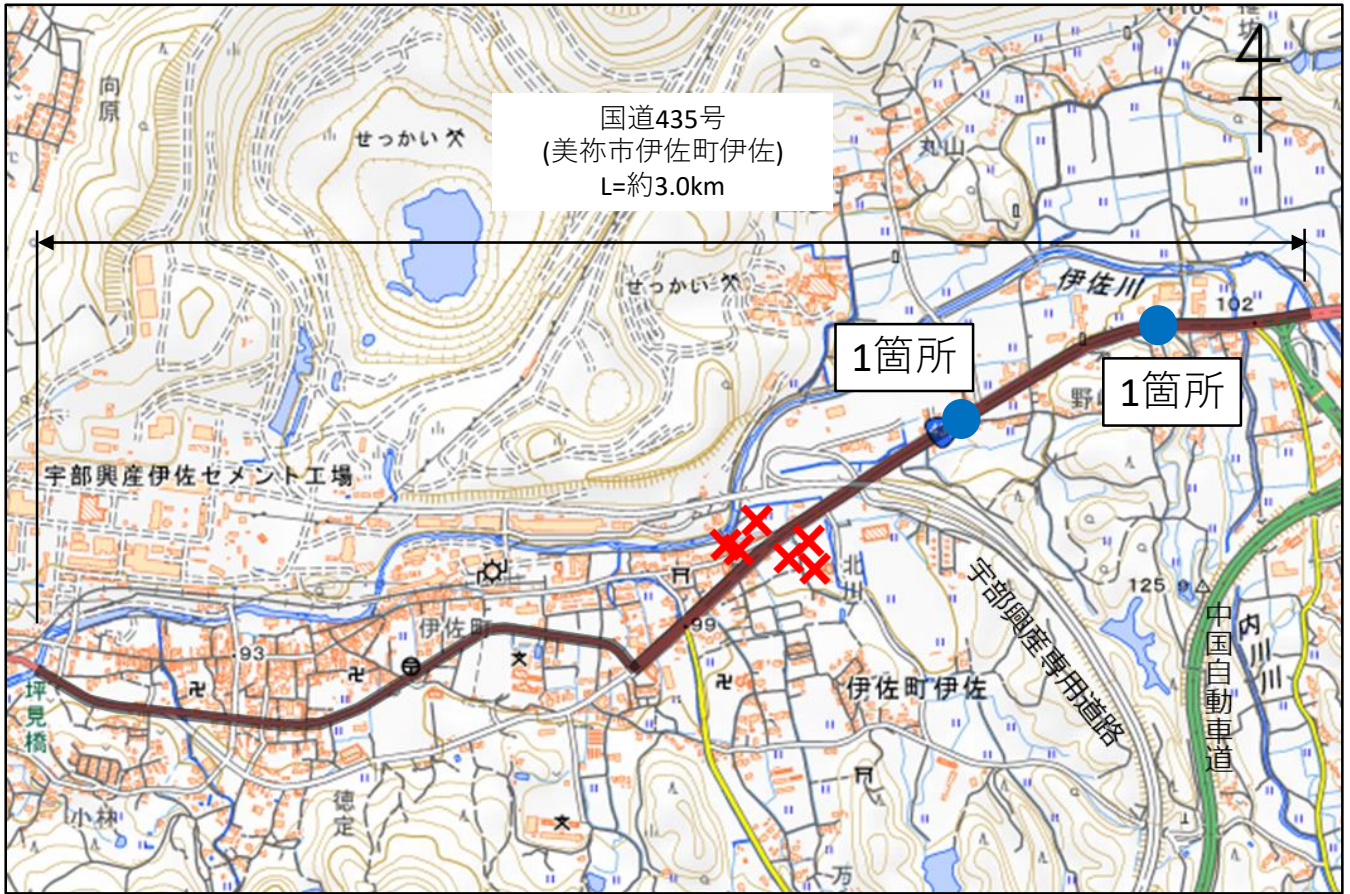 国道435号
(美祢市伊佐町伊佐)
L=約3.0km
向原
せっかい
丸山
せっかい
伊佐川
102
1箇所
1箇所
宇部興産伊佐セメント工場
北川
宇部興産専用道路
125
中国自動車道
内川川
伊佐町
99
93
伊佐町伊佐
坪見橋
小林
徳定
万